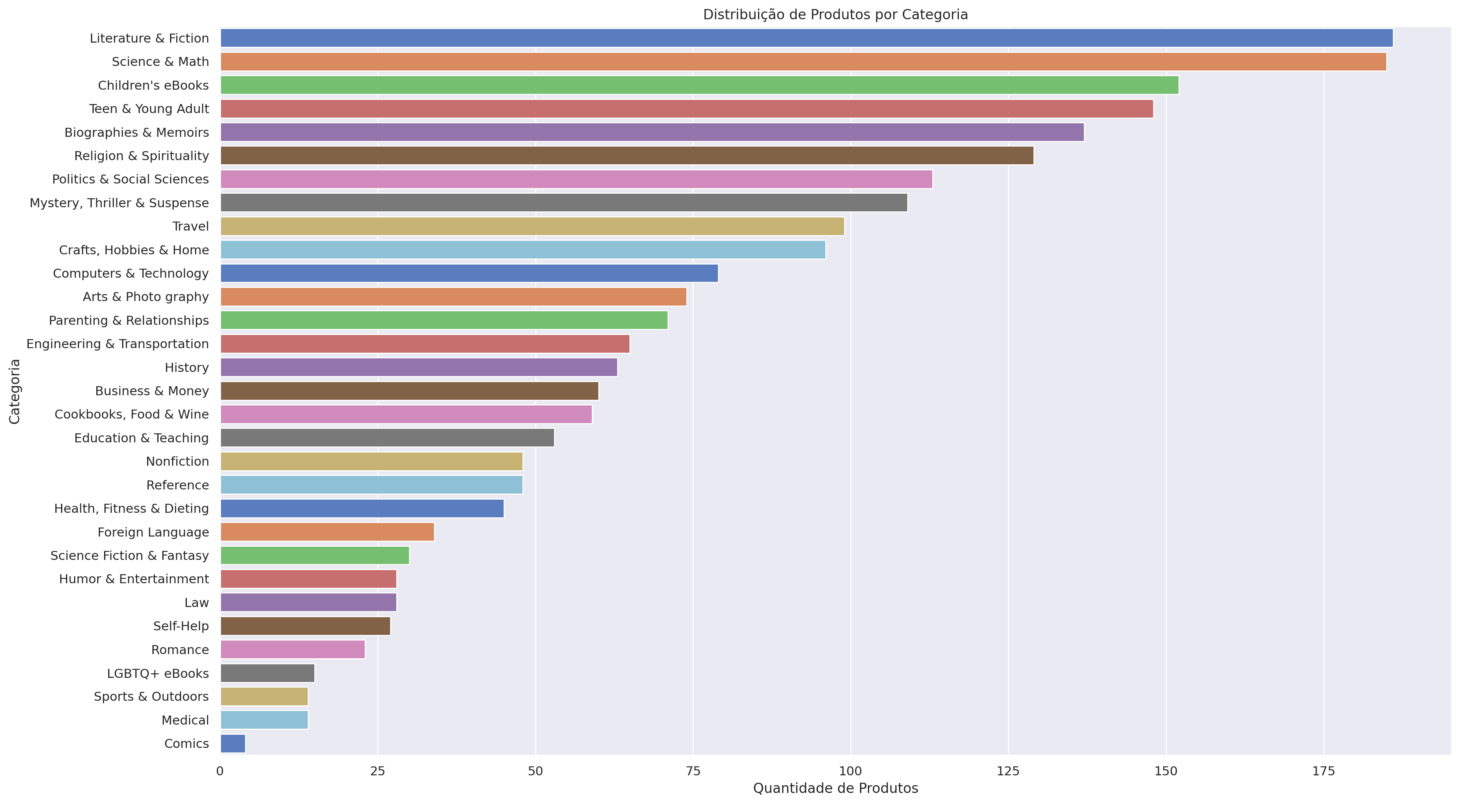 Distribuição de Produtos por Categoria
Literature & Fiction
Science & Math
Children's eBooks
Teen & Young Adult
Biographies & Memoirs
Religion & Spirituality
Politics & Social Sciences
Mystery, Thriller & Suspense
Travel
Crafts, Hobbies & Home
Computers & Technology
Arts & Photo graphy
Parenting & Relationships
Engineering & Transportation
History
Business & Money
Cookbooks, Food & Wine
Education & Teaching
Nonfiction
Reference
Health, Fitness & Dieting
Foreign Language
Science Fiction & Fantasy
Humor & Entertainment
Law
Self-Help
Romance
LGBTQ+ eBooks
Sports & Outdoors
Medical
Comics
Categoria
0 25 50 75 100 125 150 175
Quantidade de Produtos